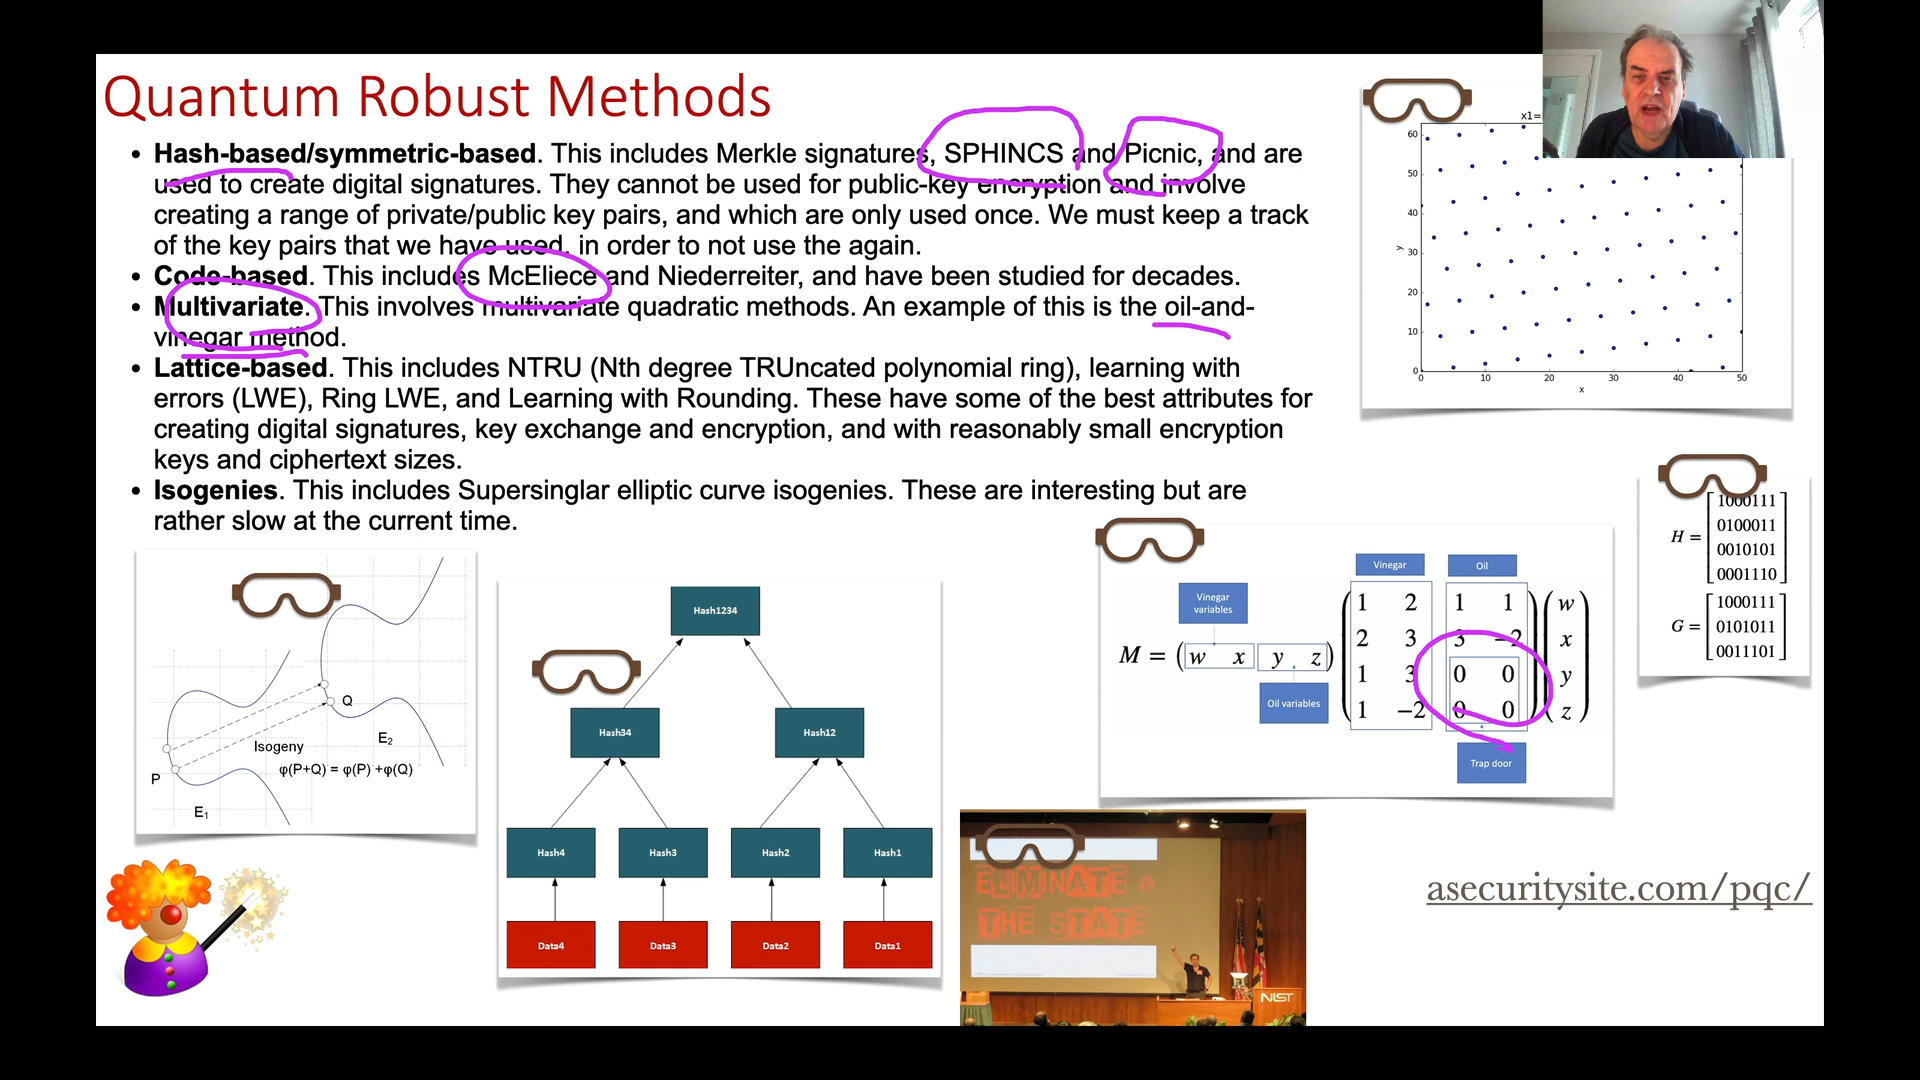 Quantum Robust Methods
• Hash-based/symmetric-based. This includes Merkle signatures, SPHINCS and Picnic, and are
used to create digital signatures. They cannot be used for public-key encryption and involve
creating a range of private/public key pairs, and which are only used once. We must keep a track
of the key pairs that we have used, in order to not use the again.
• Code-based. This includes McEliece and Niederreiter, and have been studied for decades.
• Multivariate. This involves multivariate quadratic methods. An example of this is the oil-and-
vinegar method.
• Lattice-based. This includes NTRU (Nth degree TRUncated polynomial ring), learning with
errors (LWE), Ring LWE, and Learning with Rounding. These have some of the best attributes for
creating digital signatures, key exchange and encryption, and with reasonably small encryption
keys and ciphertext sizes.
• Isogenies. This includes Supersinglar elliptic curve isogenies. These are interesting but are
rather slow at the current time.
x1=
60
50
40
y
30
20
10
0
0 10 20 30 40 50
x
H =
1000111
0100011
0010101
0001110
G =
1000111
0101011
0011101
Q
E2
Isogeny
φ(P+Q) = φ(P) +φ(Q)
P
E1
Hash1234
Hash34 Hash12
Hash4 Hash3 Hash2 Hash1
Data4 Data3 Data2 Data1
Vinegar Oil
Vinegar
variables
M = (w x y z)
1 2 1 1 w
2 3 3 −2 x
1 3 0 0 y
1 −2 0 0 z
Oil variables
Trap door
ELIMINATE
THE STATE
NIST
asecuritysite.com/pqc/